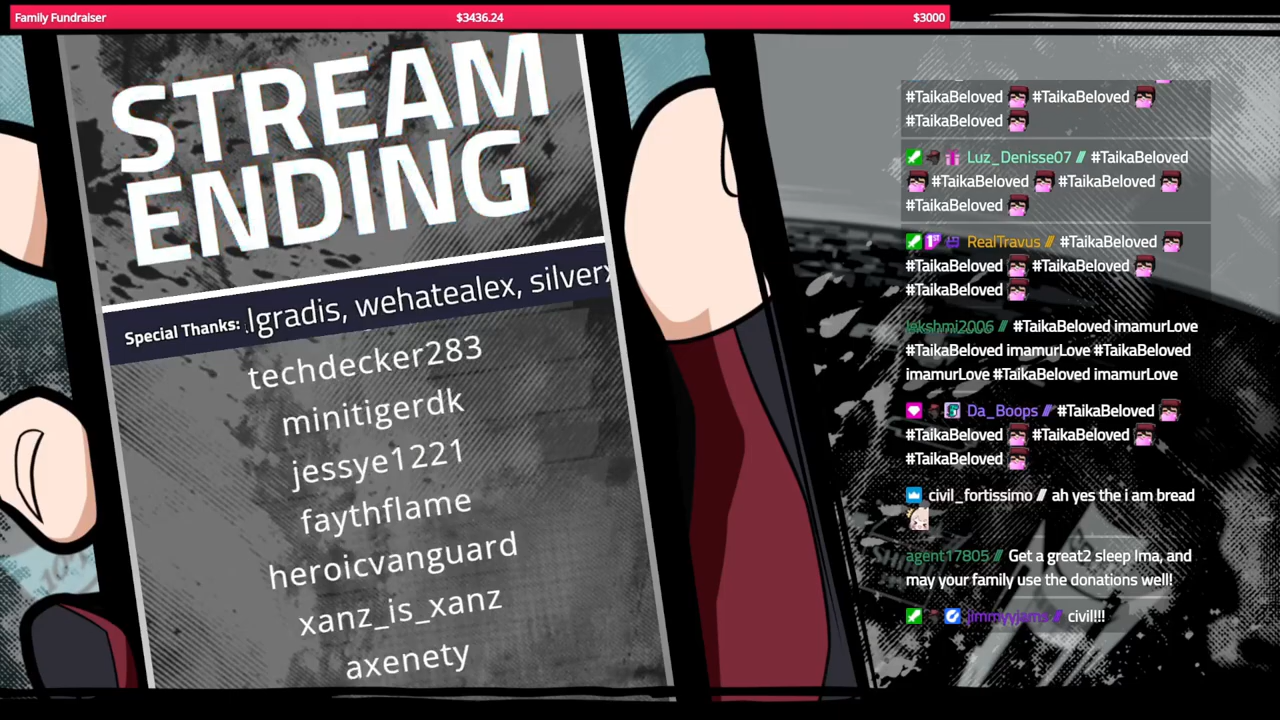 Family Fundraiser $3436.24 $3000
STREAM
ENDING
Special Thanks: lgradis, wehatealex, silverx
techdecker283
minitigerdk
jessye1221
faythflame
heroicvanguard
xanz_is_xanz
axenety
#TaikaBeloved #TaikaBeloved
#TaikaBeloved
Luz_Denisse07 // #TaikaBeloved
#TaikaBeloved #TaikaBeloved
#TaikaBeloved
RealTravus // #TaikaBeloved
#TaikaBeloved #TaikaBeloved
#TaikaBeloved
lekshmi2006 // #TaikaBeloved imamurLove
#TaikaBeloved imamurLove #TaikaBeloved
imamurLove #TaikaBeloved imamurLove
Da_Boops // #TaikaBeloved
#TaikaBeloved #TaikaBeloved
#TaikaBeloved
civil_fortissimo // ah yes the i am bread
agent17805 // Get a great2 sleep Ima, and
may your family use the donations well!
jimmyyjams // civil!!!